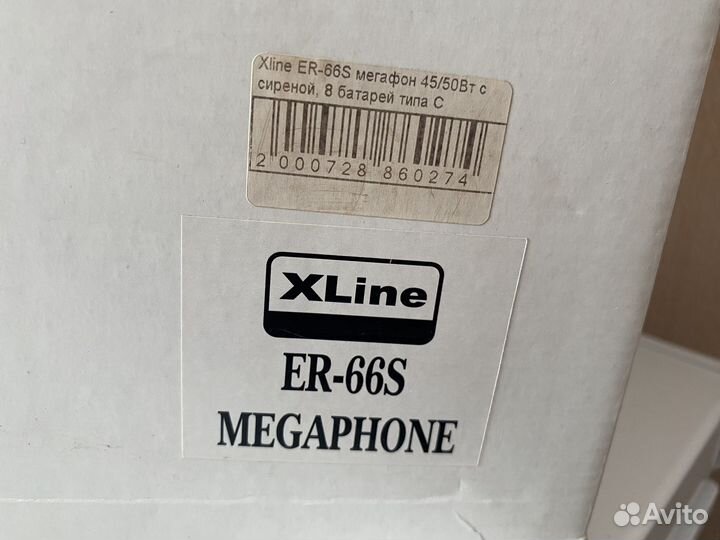 Xline ER-66S мегафон 45/50Вт с
сиреной, 8 батарей типа С
2 000728 860274
XLine
ER-66S
MEGAPHONE
Avito